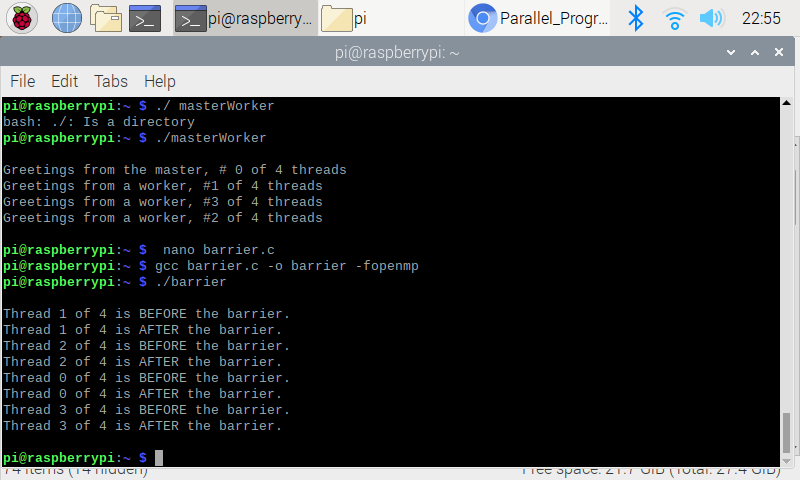 pi@raspberry... pi Parallel_Progr... 22:55
pi@raspberrypi: ~
File Edit Tabs Help
pi@raspberrypi:~ $ ./ masterWorker
bash: ./: Is a directory
pi@raspberrypi:~ $ ./masterWorker
Greetings from the master, # 0 of 4 threads
Greetings from a worker, #1 of 4 threads
Greetings from a worker, #3 of 4 threads
Greetings from a worker, #2 of 4 threads
pi@raspberrypi:~ $  nano barrier.c
pi@raspberrypi:~ $ gcc barrier.c -o barrier -fopenmp
pi@raspberrypi:~ $ ./barrier
Thread 1 of 4 is BEFORE the barrier.
Thread 1 of 4 is AFTER the barrier.
Thread 2 of 4 is BEFORE the barrier.
Thread 2 of 4 is AFTER the barrier.
Thread 0 of 4 is BEFORE the barrier.
Thread 0 of 4 is AFTER the barrier.
Thread 3 of 4 is BEFORE the barrier.
Thread 3 of 4 is AFTER the barrier.
pi@raspberrypi:~ $
74 items (14 hidden) Free space: 21.7 GiB (Total: 27.4 GiB)